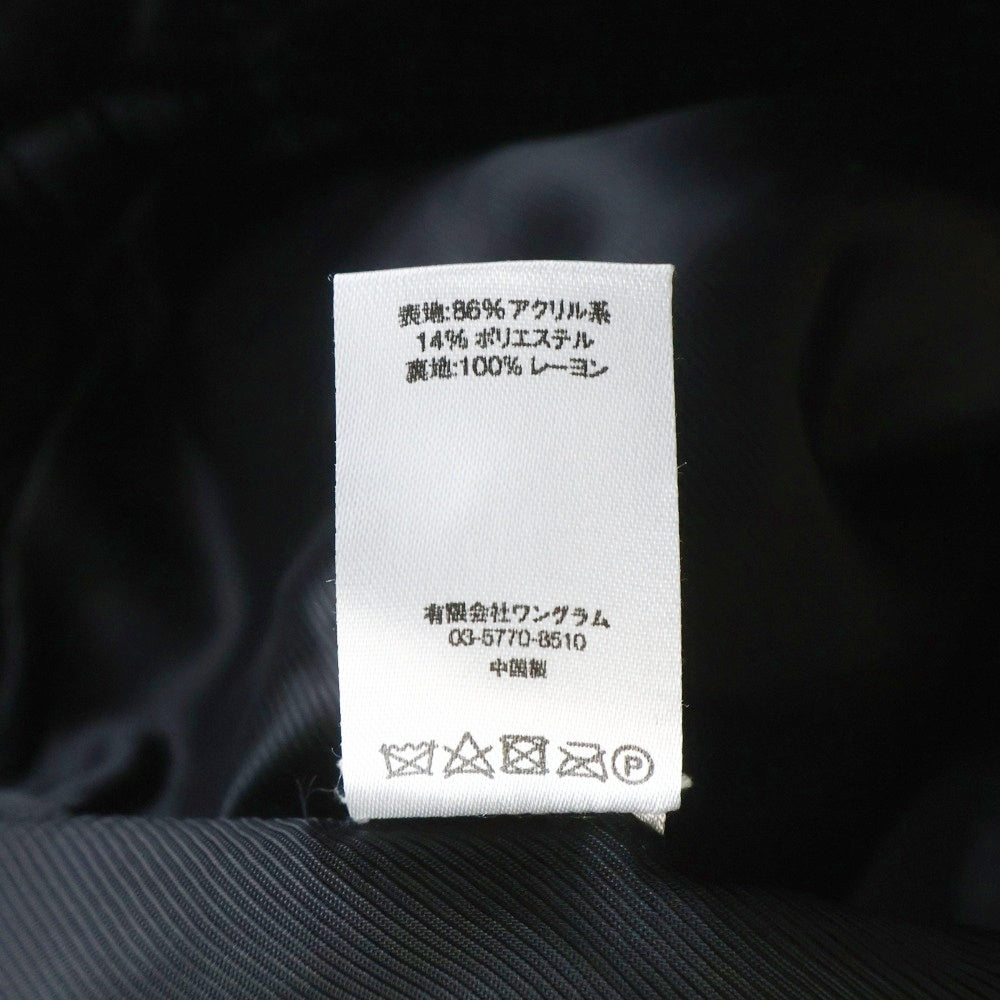 表地:86%アクリル系
14% ポリエステル
裏地:100% レーヨン
有限会社ワングラム
03-5770-8510
中国製
P